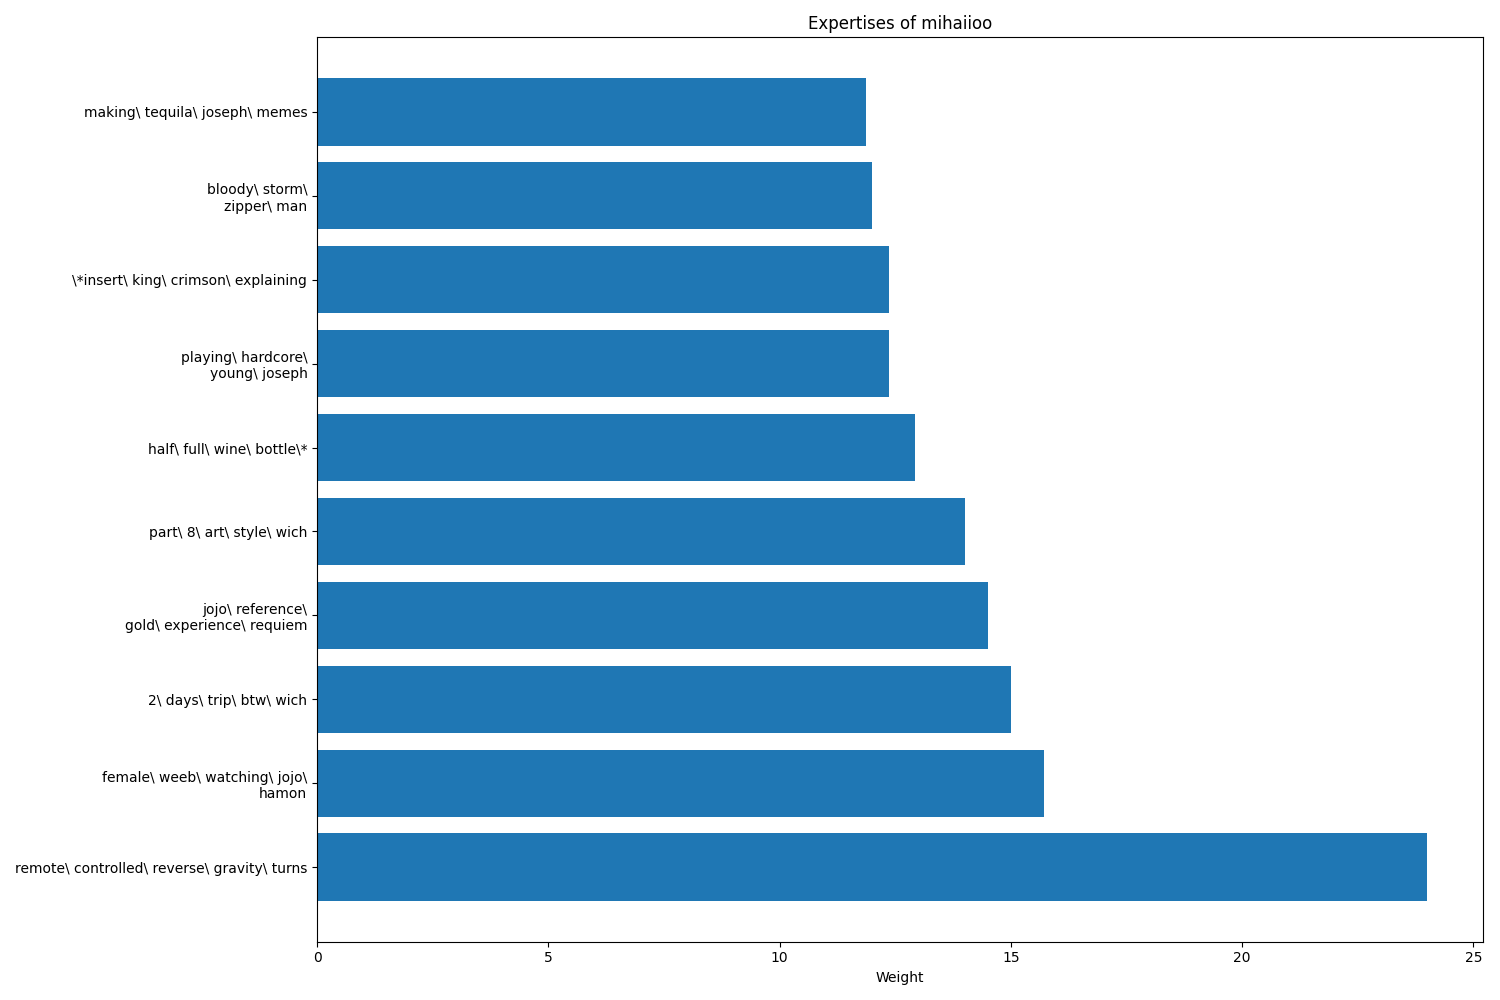 Expertises of mihaiioo
making\ tequila\ joseph\ memes
bloody\ storm\
zipper\ man
\*insert\ king\ crimson\ explaining
playing\ hardcore\
young\ joseph
half\ full\ wine\ bottle\*
part\ 8\ art\ style\ wich
jojo\ reference\
gold\ experience\ requiem
2\ days\ trip\ btw\ wich
female\ weeb\ watching\ jojo\
hamon
remote\ controlled\ reverse\ gravity\ turns
0 5 10 15 20 25
Weight